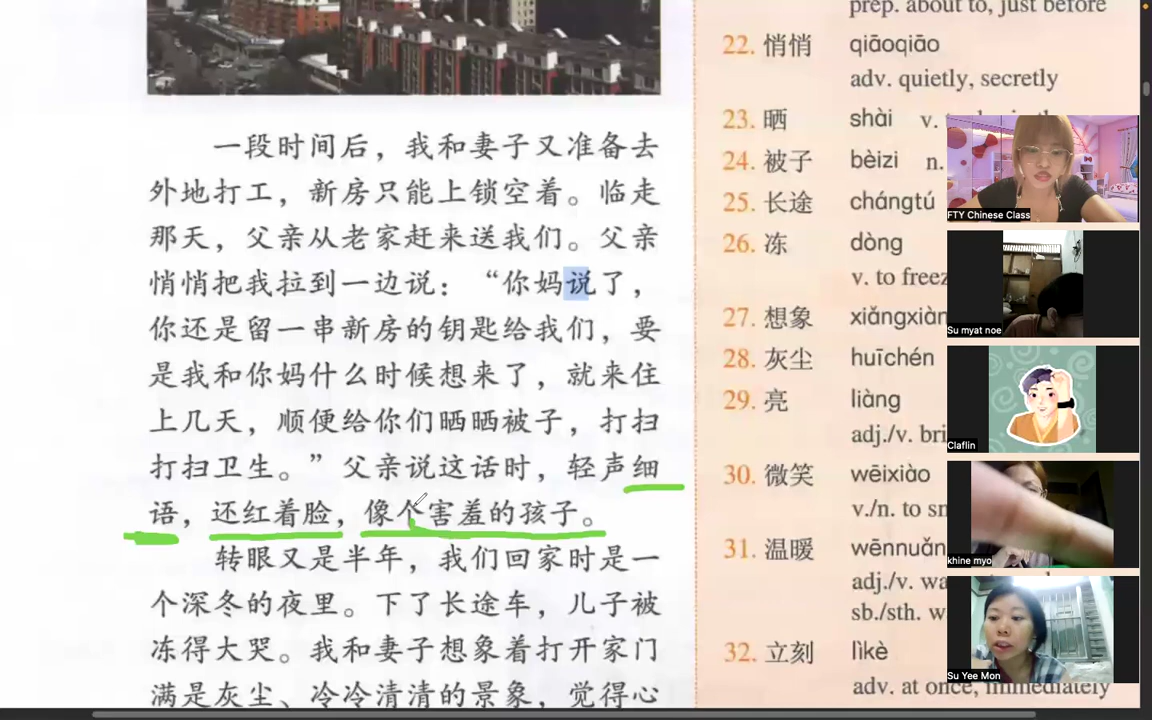 prep. about to, just before
22. 悄悄 qiāoqiāo
adv. quietly, secretly
23. 晒 shài v.
24. 被子 bèizi n.
25. 长途 chángtú
26. 冻 dòng
v. to freez
27. 想象 xiǎngxiàn
28. 灰尘 huīchén
29. 亮 liàng
adj./v. bri
30. 微笑 wēixiào
v./n. to sm
31. 温暖 wēnnuǎn
adj./v. wa
sb./sth. w
32. 立刻 lìkè
adv. at once, immediately
一段时间后，我和妻子又准备去
外地打工，新房只能上锁空着。临走
那天，父亲从老家赶来送我们。父亲
悄悄把我拉到一边说：“你妈说了，
你还是留一串新房的钥匙给我们，要
是我和你妈什么时候想来了，就来住
上几天，顺便给你们晒晒被子，打扫
打扫卫生。”父亲说这话时，轻声细
语，还红着脸，像个害羞的孩子。
转眼又是半年，我们回家时是一
个深冬的夜里。下了长途车，儿子被
冻得大哭。我和妻子想象着打开家门
满是灰尘、冷冷清清的景象，觉得心
FTY Chinese Class
Su myat noe
Claflin
khine myo
Su Yee Mon